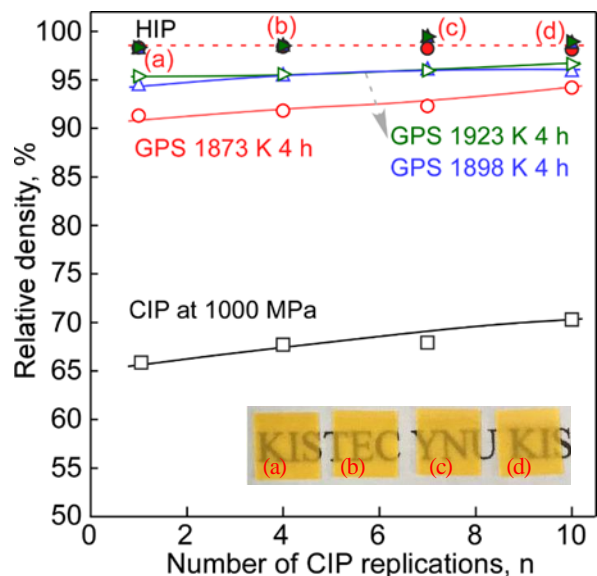 Relative density, %
100
95
90
85
80
75
70
65
60
55
50
HIP
(a)
(b)
(c)
(d)
GPS 1873 K 4 h
GPS 1923 K 4 h
GPS 1898 K 4 h
CIP at 1000 MPa
KISTEC YNU KIS
(a) (b) (c) (d)
0 2 4 6 8 10
Number of CIP replications, n